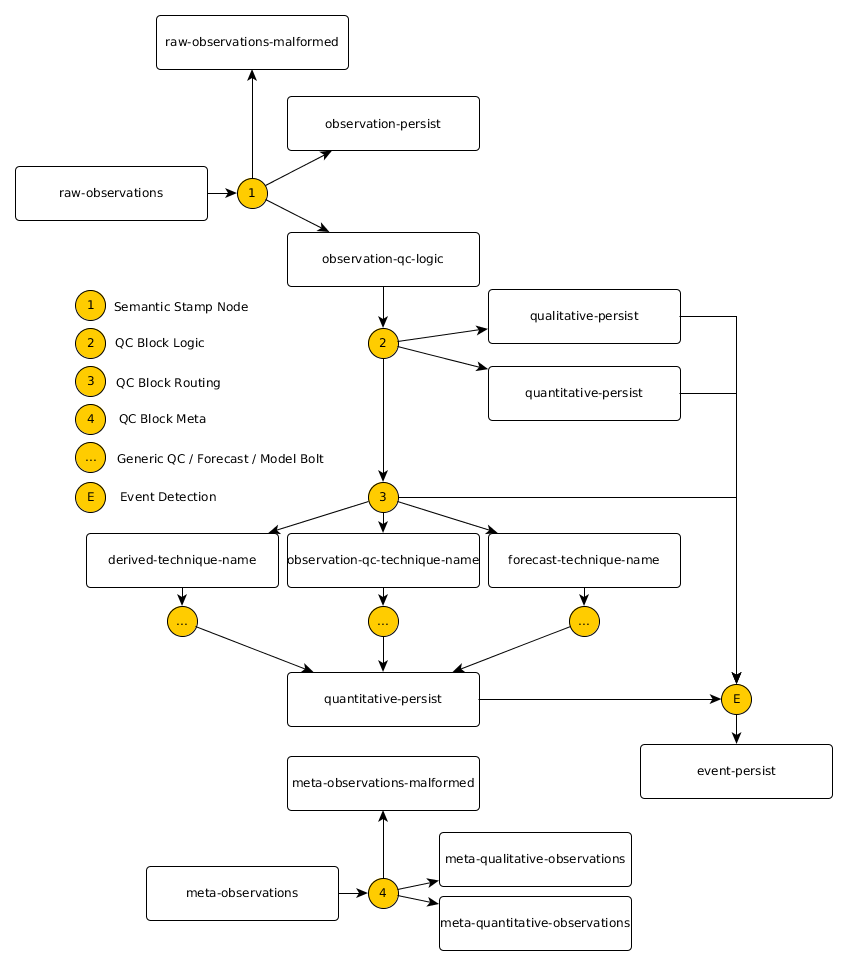 raw-observations-malformed
observation-persist
raw-observations
1
observation-qc-logic
1 Semantic Stamp Node
2 QC Block Logic
3 QC Block Routing
4 QC Block Meta
... Generic QC / Forecast / Model Bolt
E Event Detection
2
qualitative-persist
quantitative-persist
3
derived-technique-name
observation-qc-technique-name
forecast-technique-name
...
...
...
quantitative-persist
E
event-persist
meta-observations-malformed
meta-observations
4
meta-qualitative-observations
meta-quantitative-observations